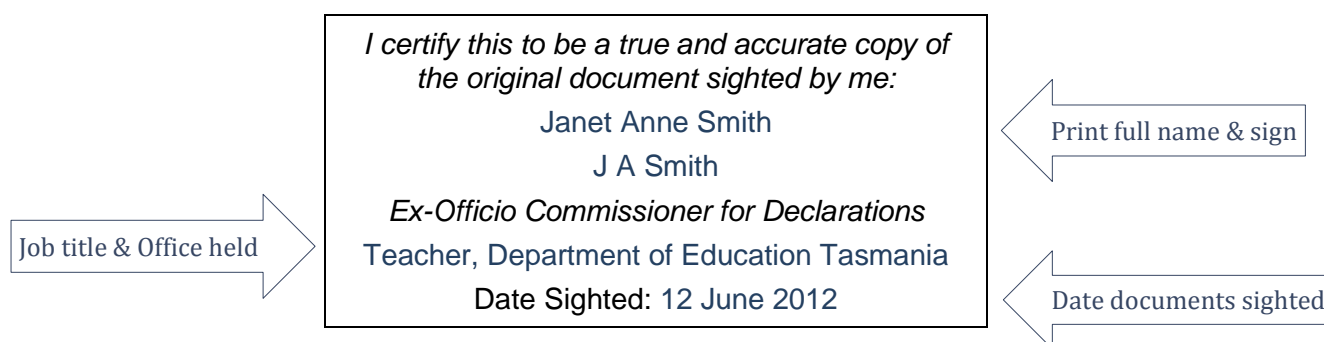 I certify this to be a true and accurate copy of
the original document sighted by me:
Janet Anne Smith
Print full name & sign
J A Smith
Ex-Officio Commissioner for Declarations
Job title & Office held
Teacher, Department of Education Tasmania
Date Sighted: 12 June 2012
Date documents sighted